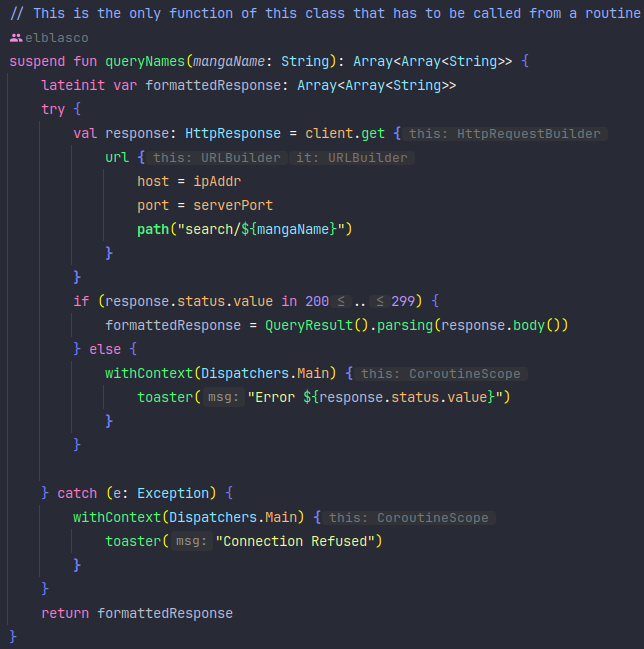 // This is the only function of this class that has to be called from a routine
elblasco
suspend fun queryNames(mangaName: String): Array<Array<String>> {
lateinit var formattedResponse: Array<Array<String>>
try {
val response: HttpResponse = client.get { this: HttpRequestBuilder
url { this: URLBuilder it: URLBuilder
host = ipAddr
port = serverPort
path("search/${mangaName}")
}
}
if (response.status.value in 200 ≤ .. ≤ 299) {
formattedResponse = QueryResult().parsing(response.body())
} else {
withContext(Dispatchers.Main) { this: CoroutineScope
toaster( msg: "Error ${response.status.value}")
}
}
} catch (e: Exception) {
withContext(Dispatchers.Main) { this: CoroutineScope
toaster( msg: "Connection Refused")
}
}
return formattedResponse
}